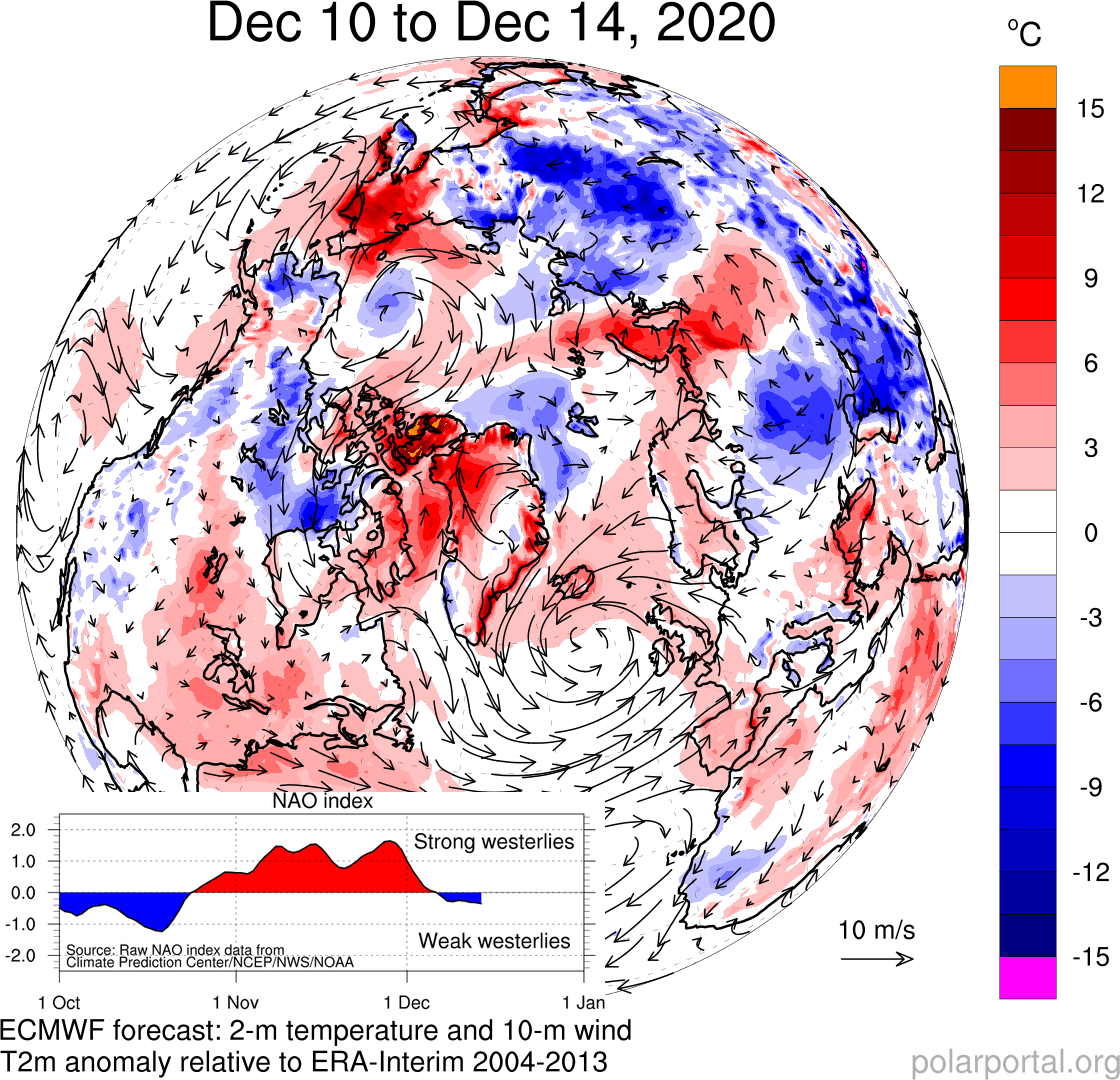 Dec 10 to Dec 14, 2020
°C
15
12
9
6
3
0
-3
-6
-9
-12
-15
10 m/s
NAO index
2.0
1.0
0.0
-1.0
-2.0
Strong westerlies
Weak westerlies
Source: Raw NAO index data from
Climate Prediction Center/NCEP/NWS/NOAA
1 Oct 1 Nov 1 Dec 1 Jan
ECMWF forecast: 2-m temperature and 10-m wind
T2m anomaly relative to ERA-Interim 2004-2013
polarportal.org